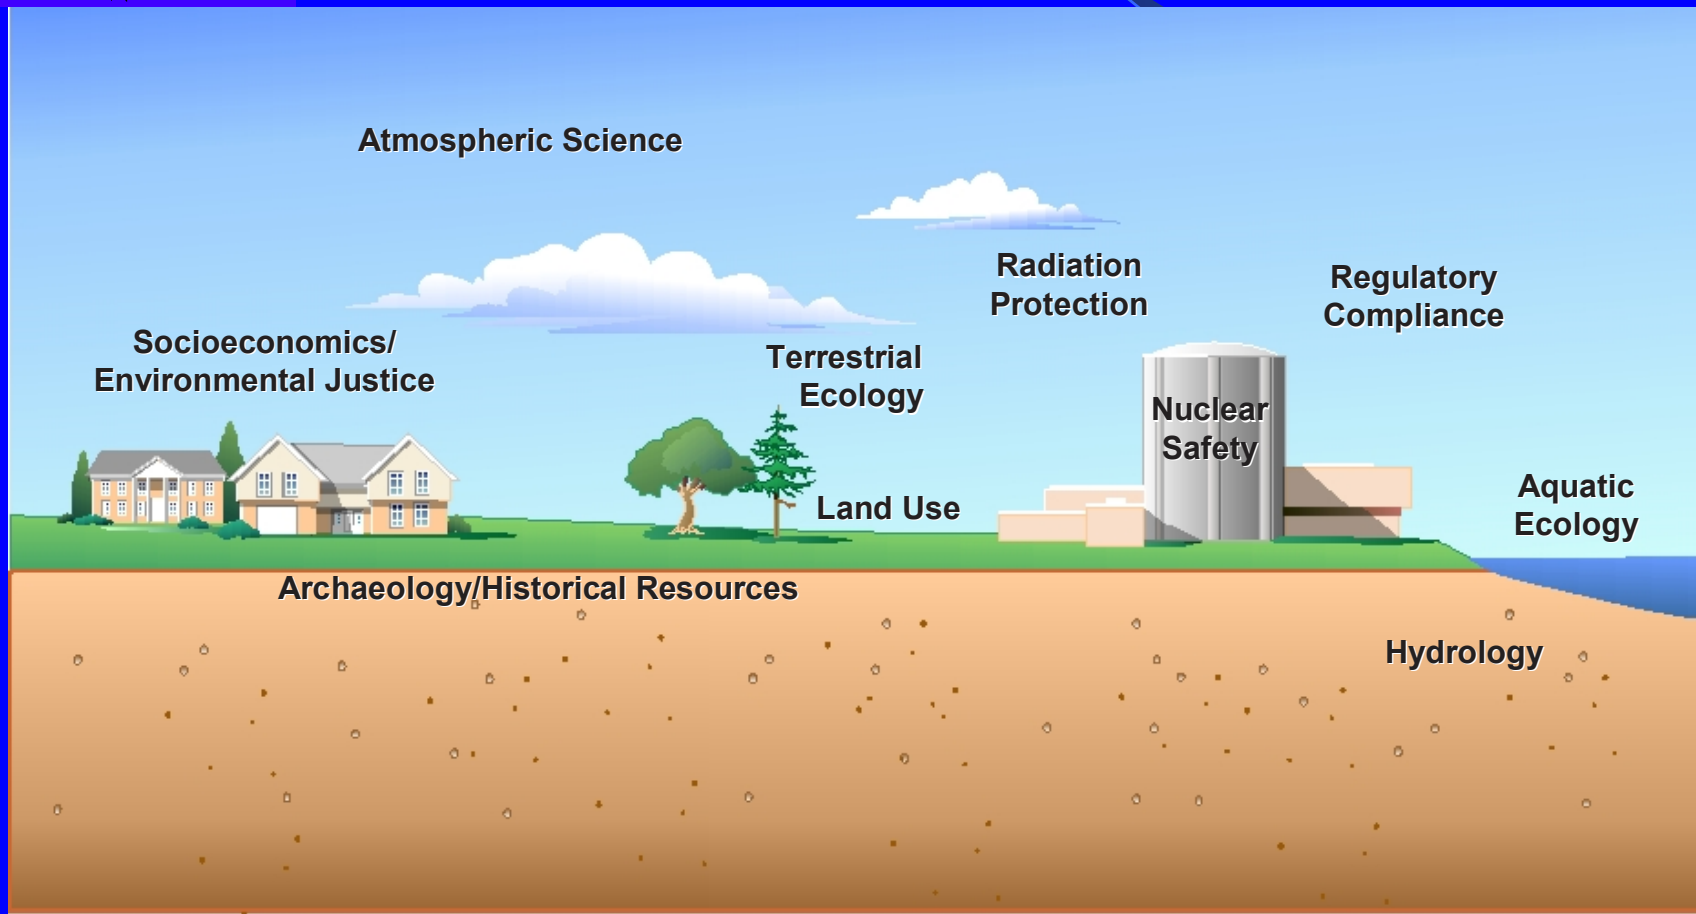 Atmospheric Science
Radiation
Protection
Regulatory
Compliance
Socioeconomics/
Environmental Justice
Terrestrial
Ecology
Nuclear
Safety
Land Use
Aquatic
Ecology
Archaeology/Historical Resources
Hydrology